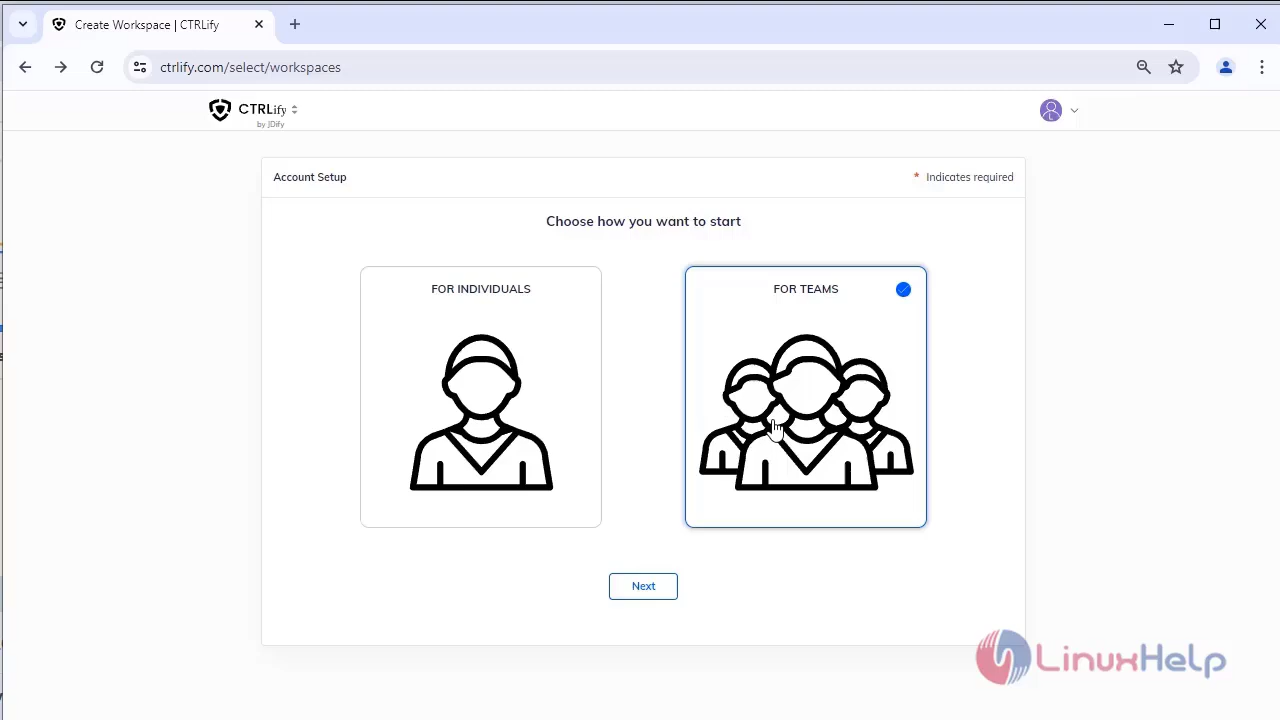 Create Workspace | CTRLify
ctrlify.com/select/workspaces
CTRLify
by JDify
Account Setup
* Indicates required
Choose how you want to start
FOR INDIVIDUALS
FOR TEAMS
Next
LinuxHelp